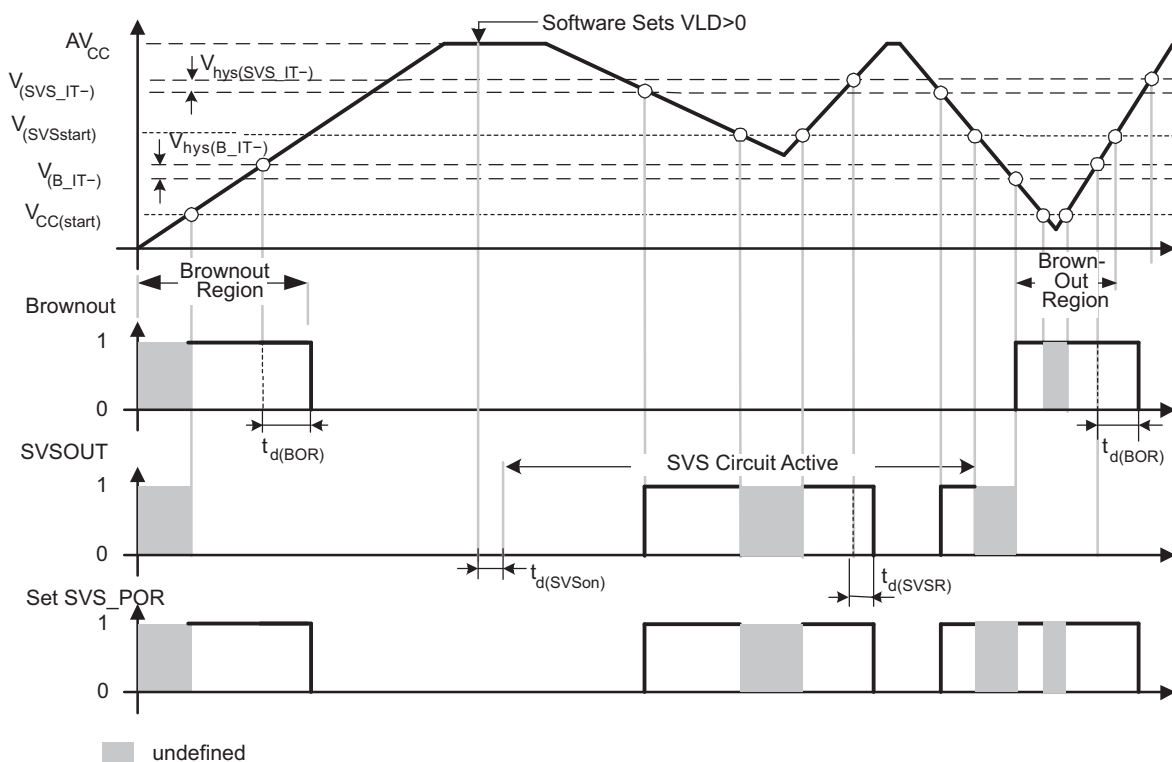 Software Sets VLD>0
AVCC
Vhys(SVS_IT−)
V(SVS_IT−)
V(SVSstart)
Vhys(B_IT−)
V(B_IT−)
VCC(start)
Brownout
Region
Brown-
Out
Region
Brownout
1
0
td(BOR)
td(BOR)
SVSOUT
SVS Circuit Active
1
0
td(SVSon)
td(SVSR)
Set SVS_POR
1
0
undefined